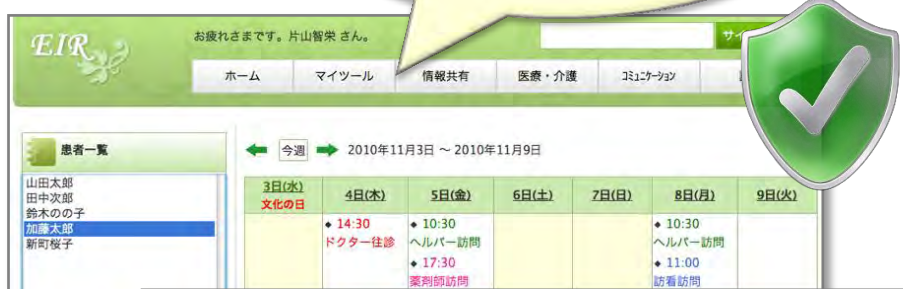 EIR
お疲れさまです。片山智栄 さん。
ホーム マイツール 情報共有 医療・介護 コミュニケーション
患者一覧
今週 2010年11月3日 ～ 2010年11月9日
山田太郎
田中次郎
鈴木のの子
加藤太郎
新町桜子
3日(水) 4日(木) 5日(金) 6日(土) 7日(日) 8日(月) 9日(火)
文化の日
◆ 14:30 ◆ 10:30 ◆ 10:30
ドクター往診 ヘルパー訪問 ヘルパー訪問
◆ 17:30 ◆ 11:00
薬剤師訪問 訪看訪問